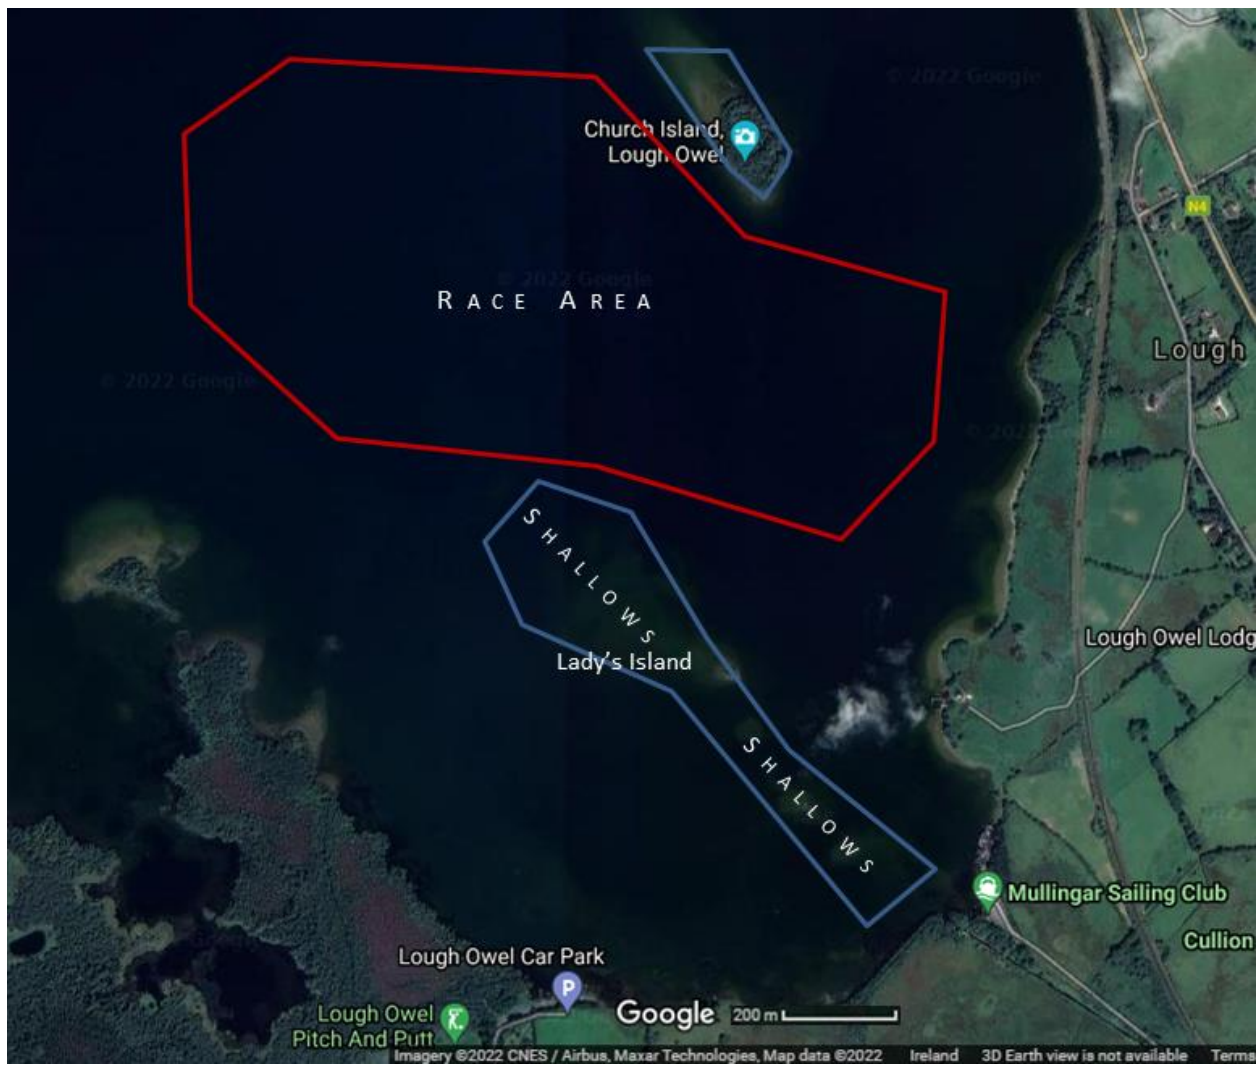 © 2022 Google
Church Island,
Lough Owel
N4
© 2022 Google
RACE AREA
Lough
© 2022 Google
SHALLOWS
Lough Owel Lodg
Lady's Island
SHALLOWS
Mullingar Sailing Club
Cullion
Lough Owel Car Park
P
Lough Owel
Pitch And Putt
Google
200 m
Imagery ©2022 CNES / Airbus, Maxar Technologies, Map data ©2022 Ireland 3D Earth view is not available Terms